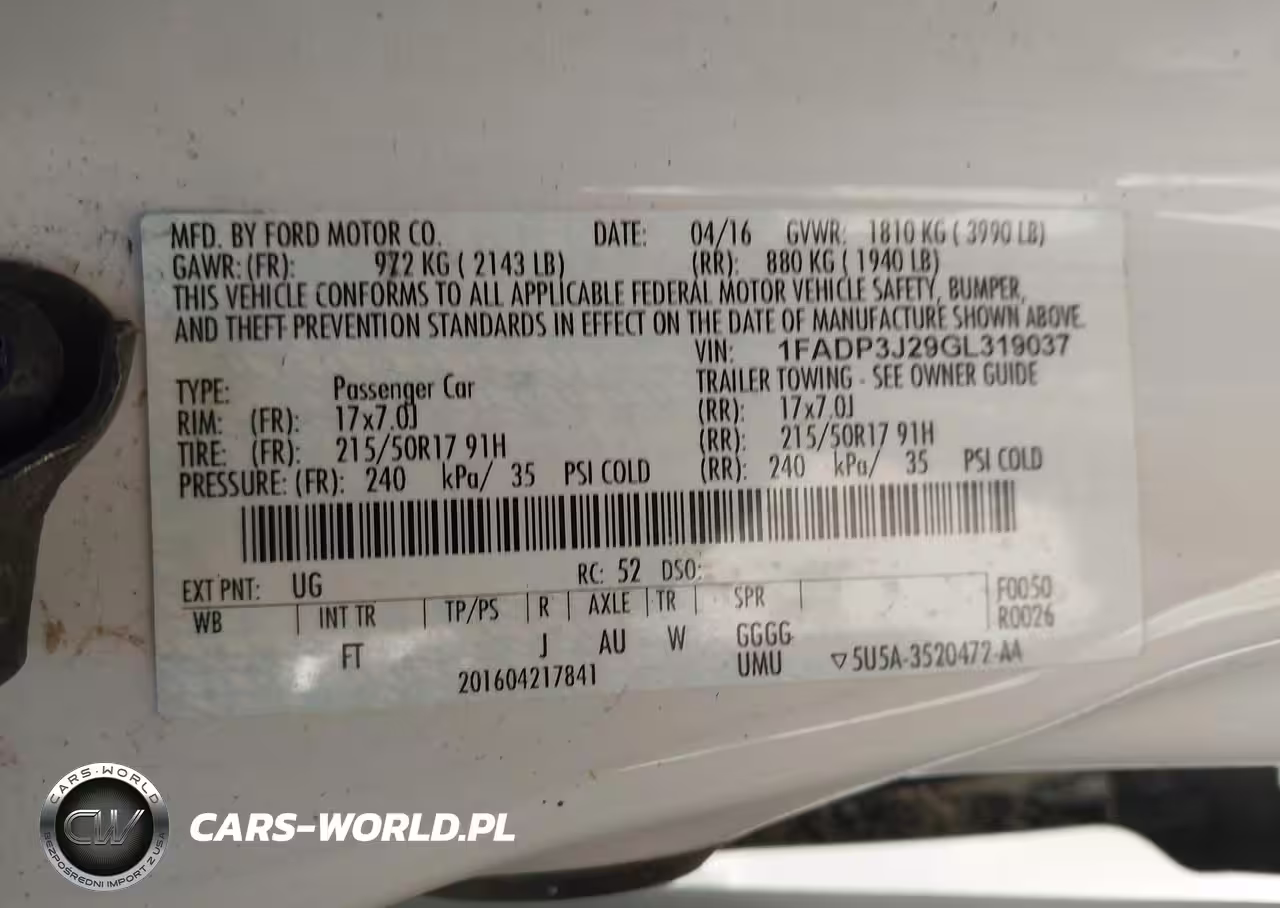 MFD. BY FORD MOTOR CO. DATE: 04/16 GVWR: 1810 KG ( 3990 LB)
GAWR: (FR): 972 KG ( 2143 LB) (RR): 880 KG ( 1940 LB)
THIS VEHICLE CONFORMS TO ALL APPLICABLE FEDERAL MOTOR VEHICLE SAFETY, BUMPER,
AND THEFT PREVENTION STANDARDS IN EFFECT ON THE DATE OF MANUFACTURE SHOWN ABOVE.
VIN: 1FADP3J29GL319037
TYPE: Passenger Car TRAILER TOWING - SEE OWNER GUIDE
RIM: (FR): 17x7.0J (RR): 17x7.0J
TIRE: (FR): 215/50R17 91H (RR): 215/50R17 91H
PRESSURE: (FR): 240 kPa/ 35 PSI COLD (RR): 240 kPa/ 35 PSI COLD
EXT PNT: UG RC: 52 DSO:
WB INT TR TP/PS R AXLE TR SPR F0050
R0026
FT J AU W GGGG
UMU ▽5U5A-3520472-AA
201604217841
CARS-WORLD
CW
BEZPOŚREDNI IMPORT Z USA
CARS-WORLD.PL